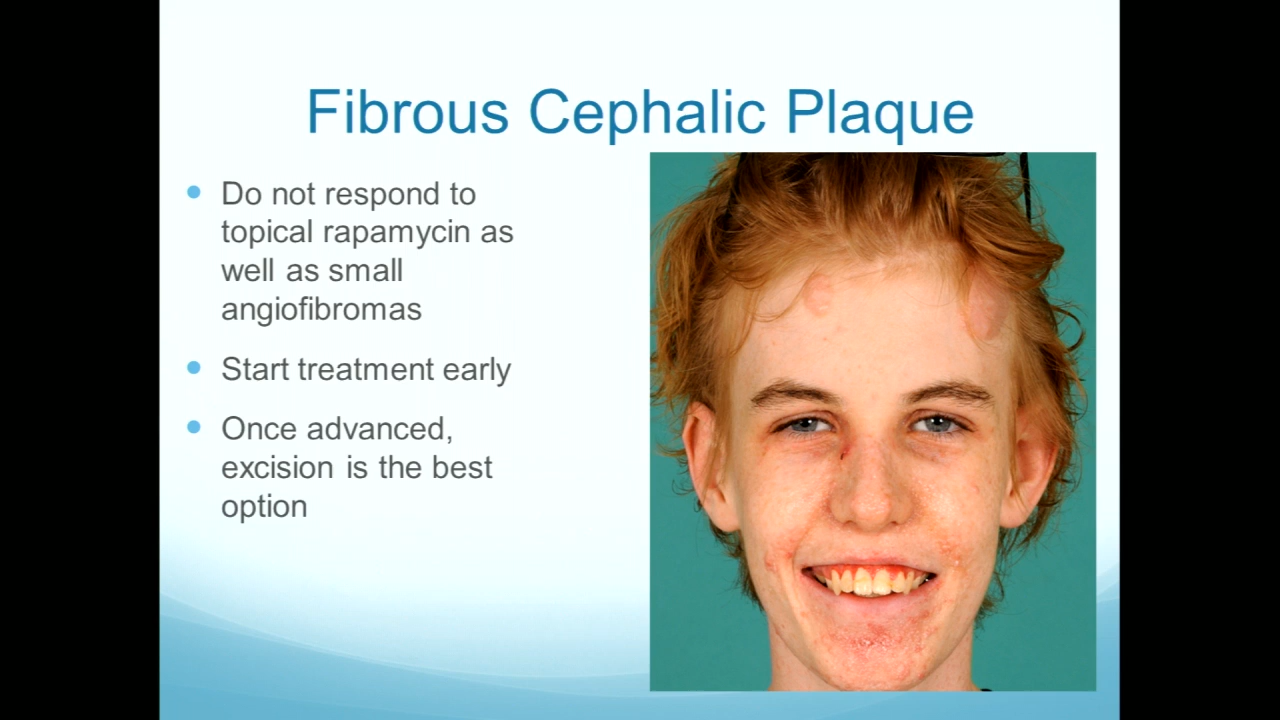 Fibrous Cephalic Plaque
Do not respond to
topical rapamycin as
well as small
angiofibromas
Start treatment early
Once advanced,
excision is the best
option